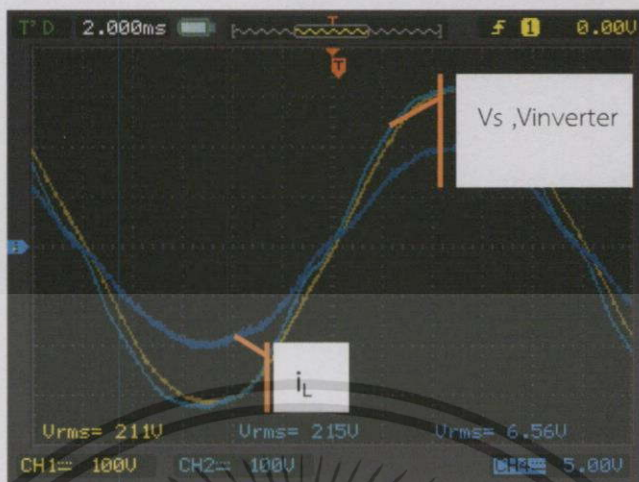 T'D 2.000ms T 1 0.00V
T
Vs ,Vinverter
iL
Vrms= 211V Vrms= 215V Vrms= 6.56V
CH1 100V CH2 100V CH4 5.00V